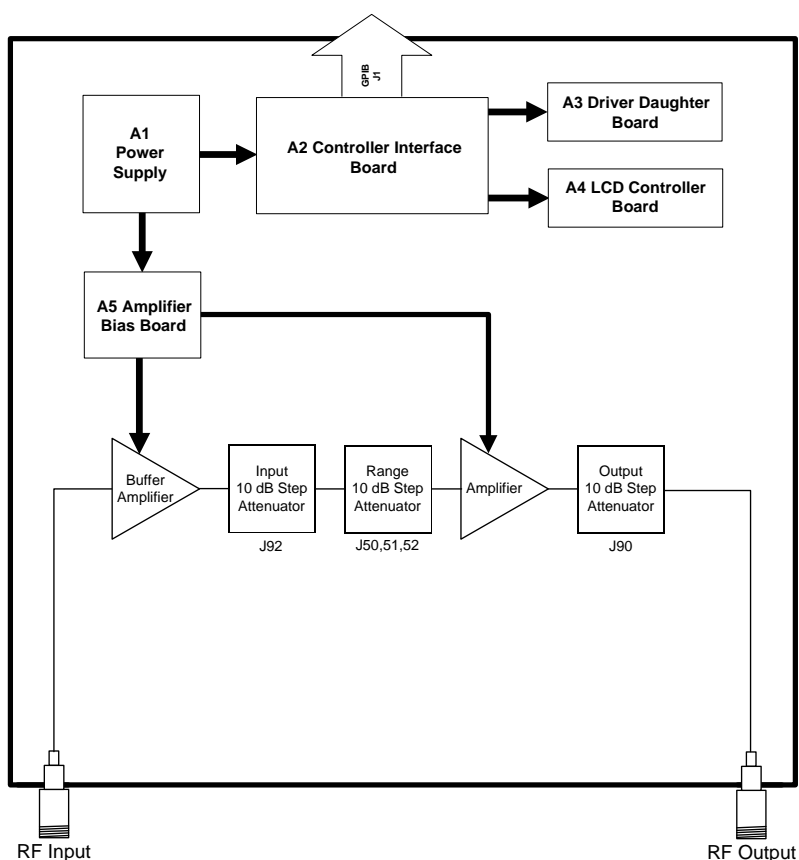 GPIB
J1
A1
Power
Supply
A2 Controller Interface
Board
A3 Driver Daughter
Board
A4 LCD Controller
Board
A5 Amplifier
Bias Board
Buffer
Amplifier
Input
10 dB Step
Attenuator
J92
Range
10 dB Step
Attenuator
J50,51,52
Amplifier
Output
10 dB Step
Attenuator
J90
RF Input
RF Output